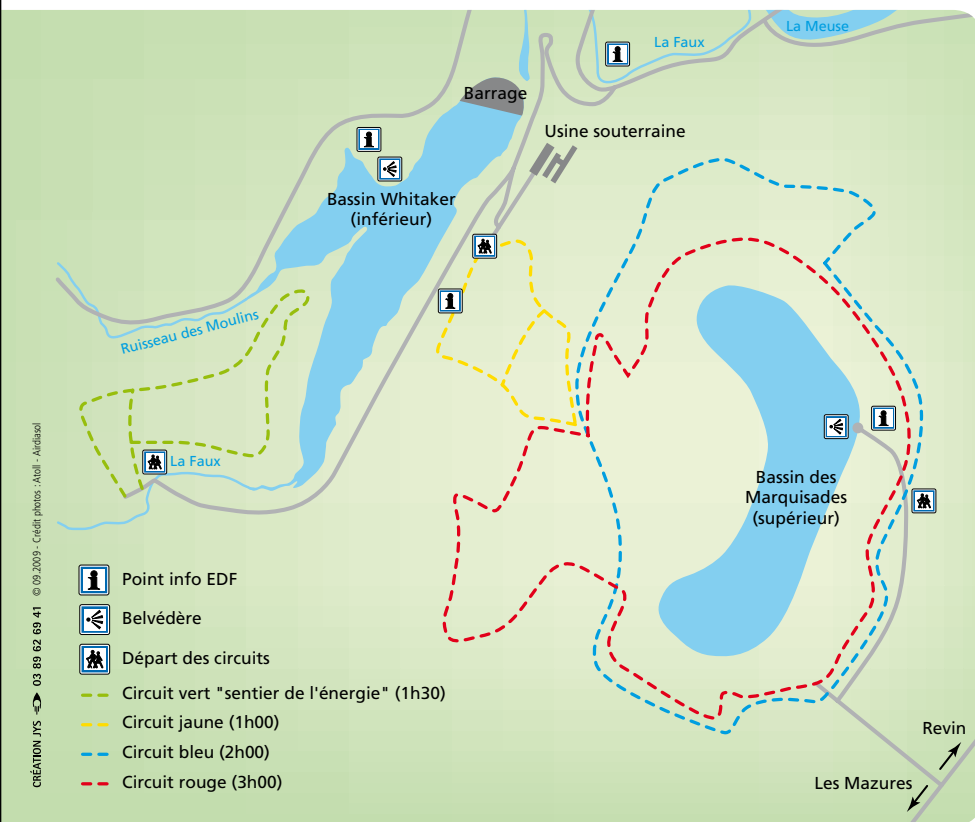 La Meuse
La Faux
Barrage
Usine souterraine
Bassin Whitaker
(inférieur)
Ruisseau des Moulins
La Faux
Bassin des
Marquisades
(supérieur)
Point info EDF
Belvédère
Départ des circuits
Circuit vert "sentier de l'énergie" (1h30)
Circuit jaune (1h00)
Circuit bleu (2h00)
Circuit rouge (3h00)
Revin
Les Mazures
CRÉATION JYS 03 89 62 69 41 © 09.2009 - Crédit photos : Atoll - Airdiasol